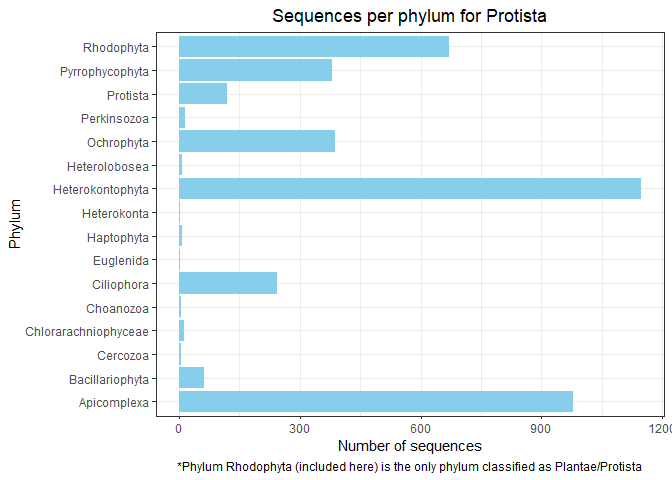 Sequences per phylum for Protista
Rhodophyta
Pyrrophycophyta
Protista
Perkinsozoa
Ochrophyta
Heterolobosea
Heterokontophyta
Heterokonta
Haptophyta
Euglenida
Ciliophora
Choanozoa
Chlorarachniophyceae
Cercozoa
Bacillariophyta
Apicomplexa
Phylum
0 300 600 900 1200
Number of sequences
*Phylum Rhodophyta (included here) is the only phylum classified as Plantae/Protista